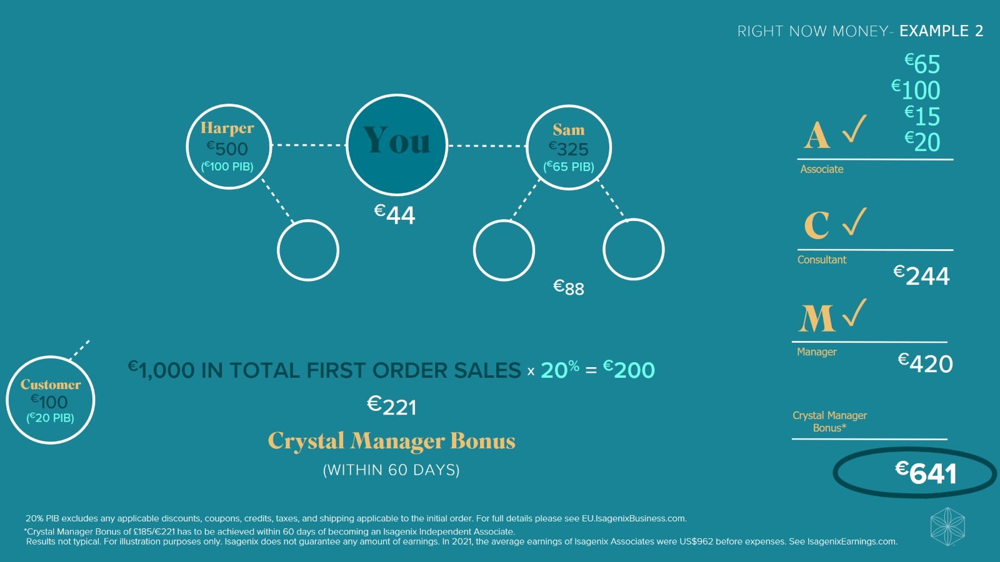 RIGHT NOW MONEY- EXAMPLE 2
€65
€100
€15
€20
A ✓
Associate
Harper
€500
(€100 PIB)
You
€44
Sam
€325
(€65 PIB)
€88
C ✓
Consultant
€244
M ✓
Manager
€420
Customer
€100
(€20 PIB)
€1,000 IN TOTAL FIRST ORDER SALES x 20% = €200
€221
Crystal Manager Bonus
(WITHIN 60 DAYS)
Crystal Manager
Bonus*
€641
20% PIB excludes any applicable discounts, coupons, credits, taxes, and shipping applicable to the initial order. For full details please see EU.IsagenixBusiness.com.
*Crystal Manager Bonus of £185/€221 has to be achieved within 60 days of becoming an Isagenix Independent Associate.
Results not typical. For illustration purposes only. Isagenix does not guarantee any amount of earnings. In 2021, the average earnings of Isagenix Associates were US$962 before expenses. See IsagenixEarnings.com.